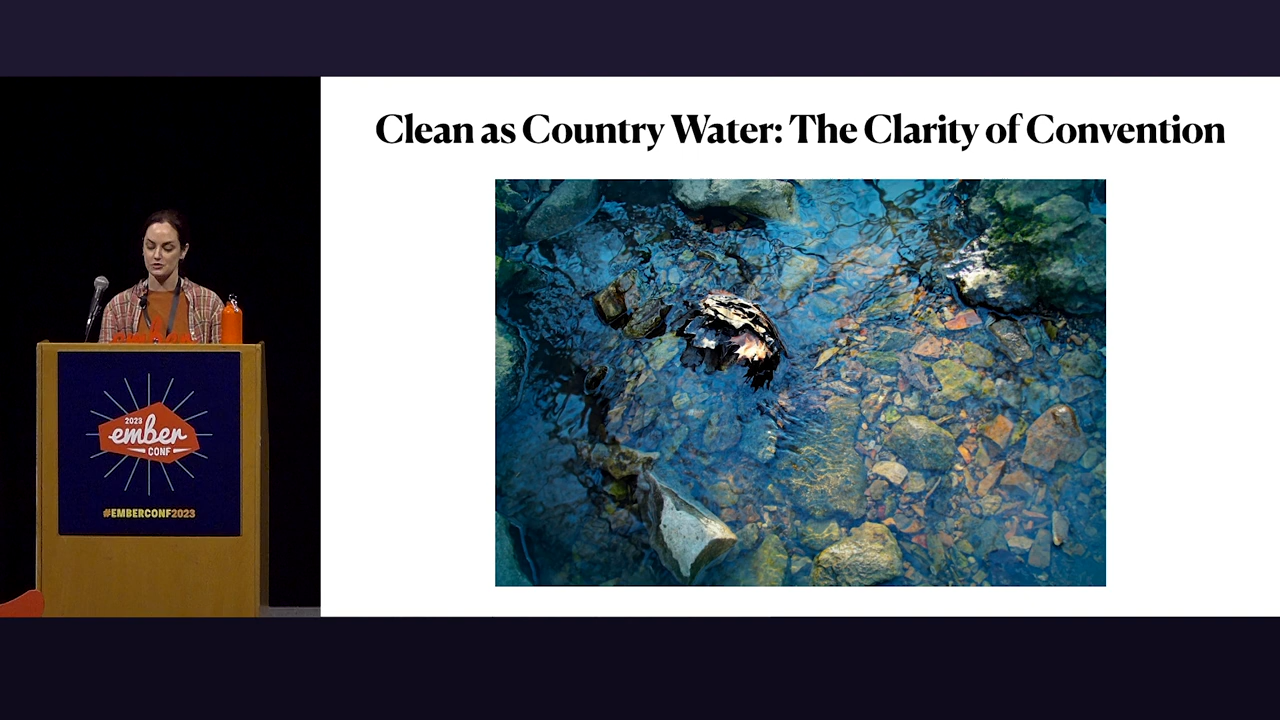 Clean as Country Water: The Clarity of Convention
2023
ember
CONF
#EMBERCONF2023